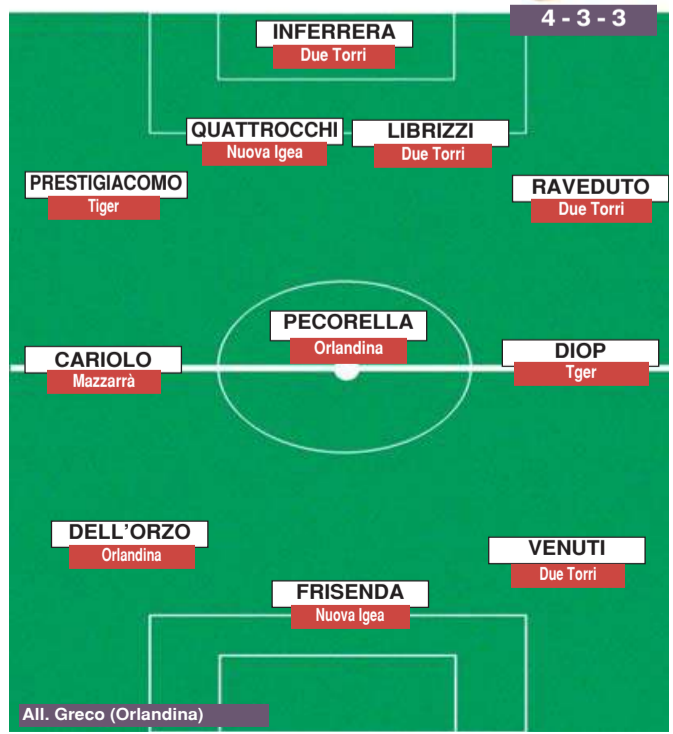 4 - 3 - 3
INFERRERA
Due Torri
QUATTROCCHI
Nuova Igea
LIBRIZZI
Due Torri
PRESTIGIACOMO
Tiger
RAVEDUTO
Due Torri
PECORELLA
Orlandina
CARIOLO
Mazzarrà
DIOP
Tger
DELL'ORZO
Orlandina
VENUTI
Due Torri
FRISENDA
Nuova Igea
All. Greco (Orlandina)